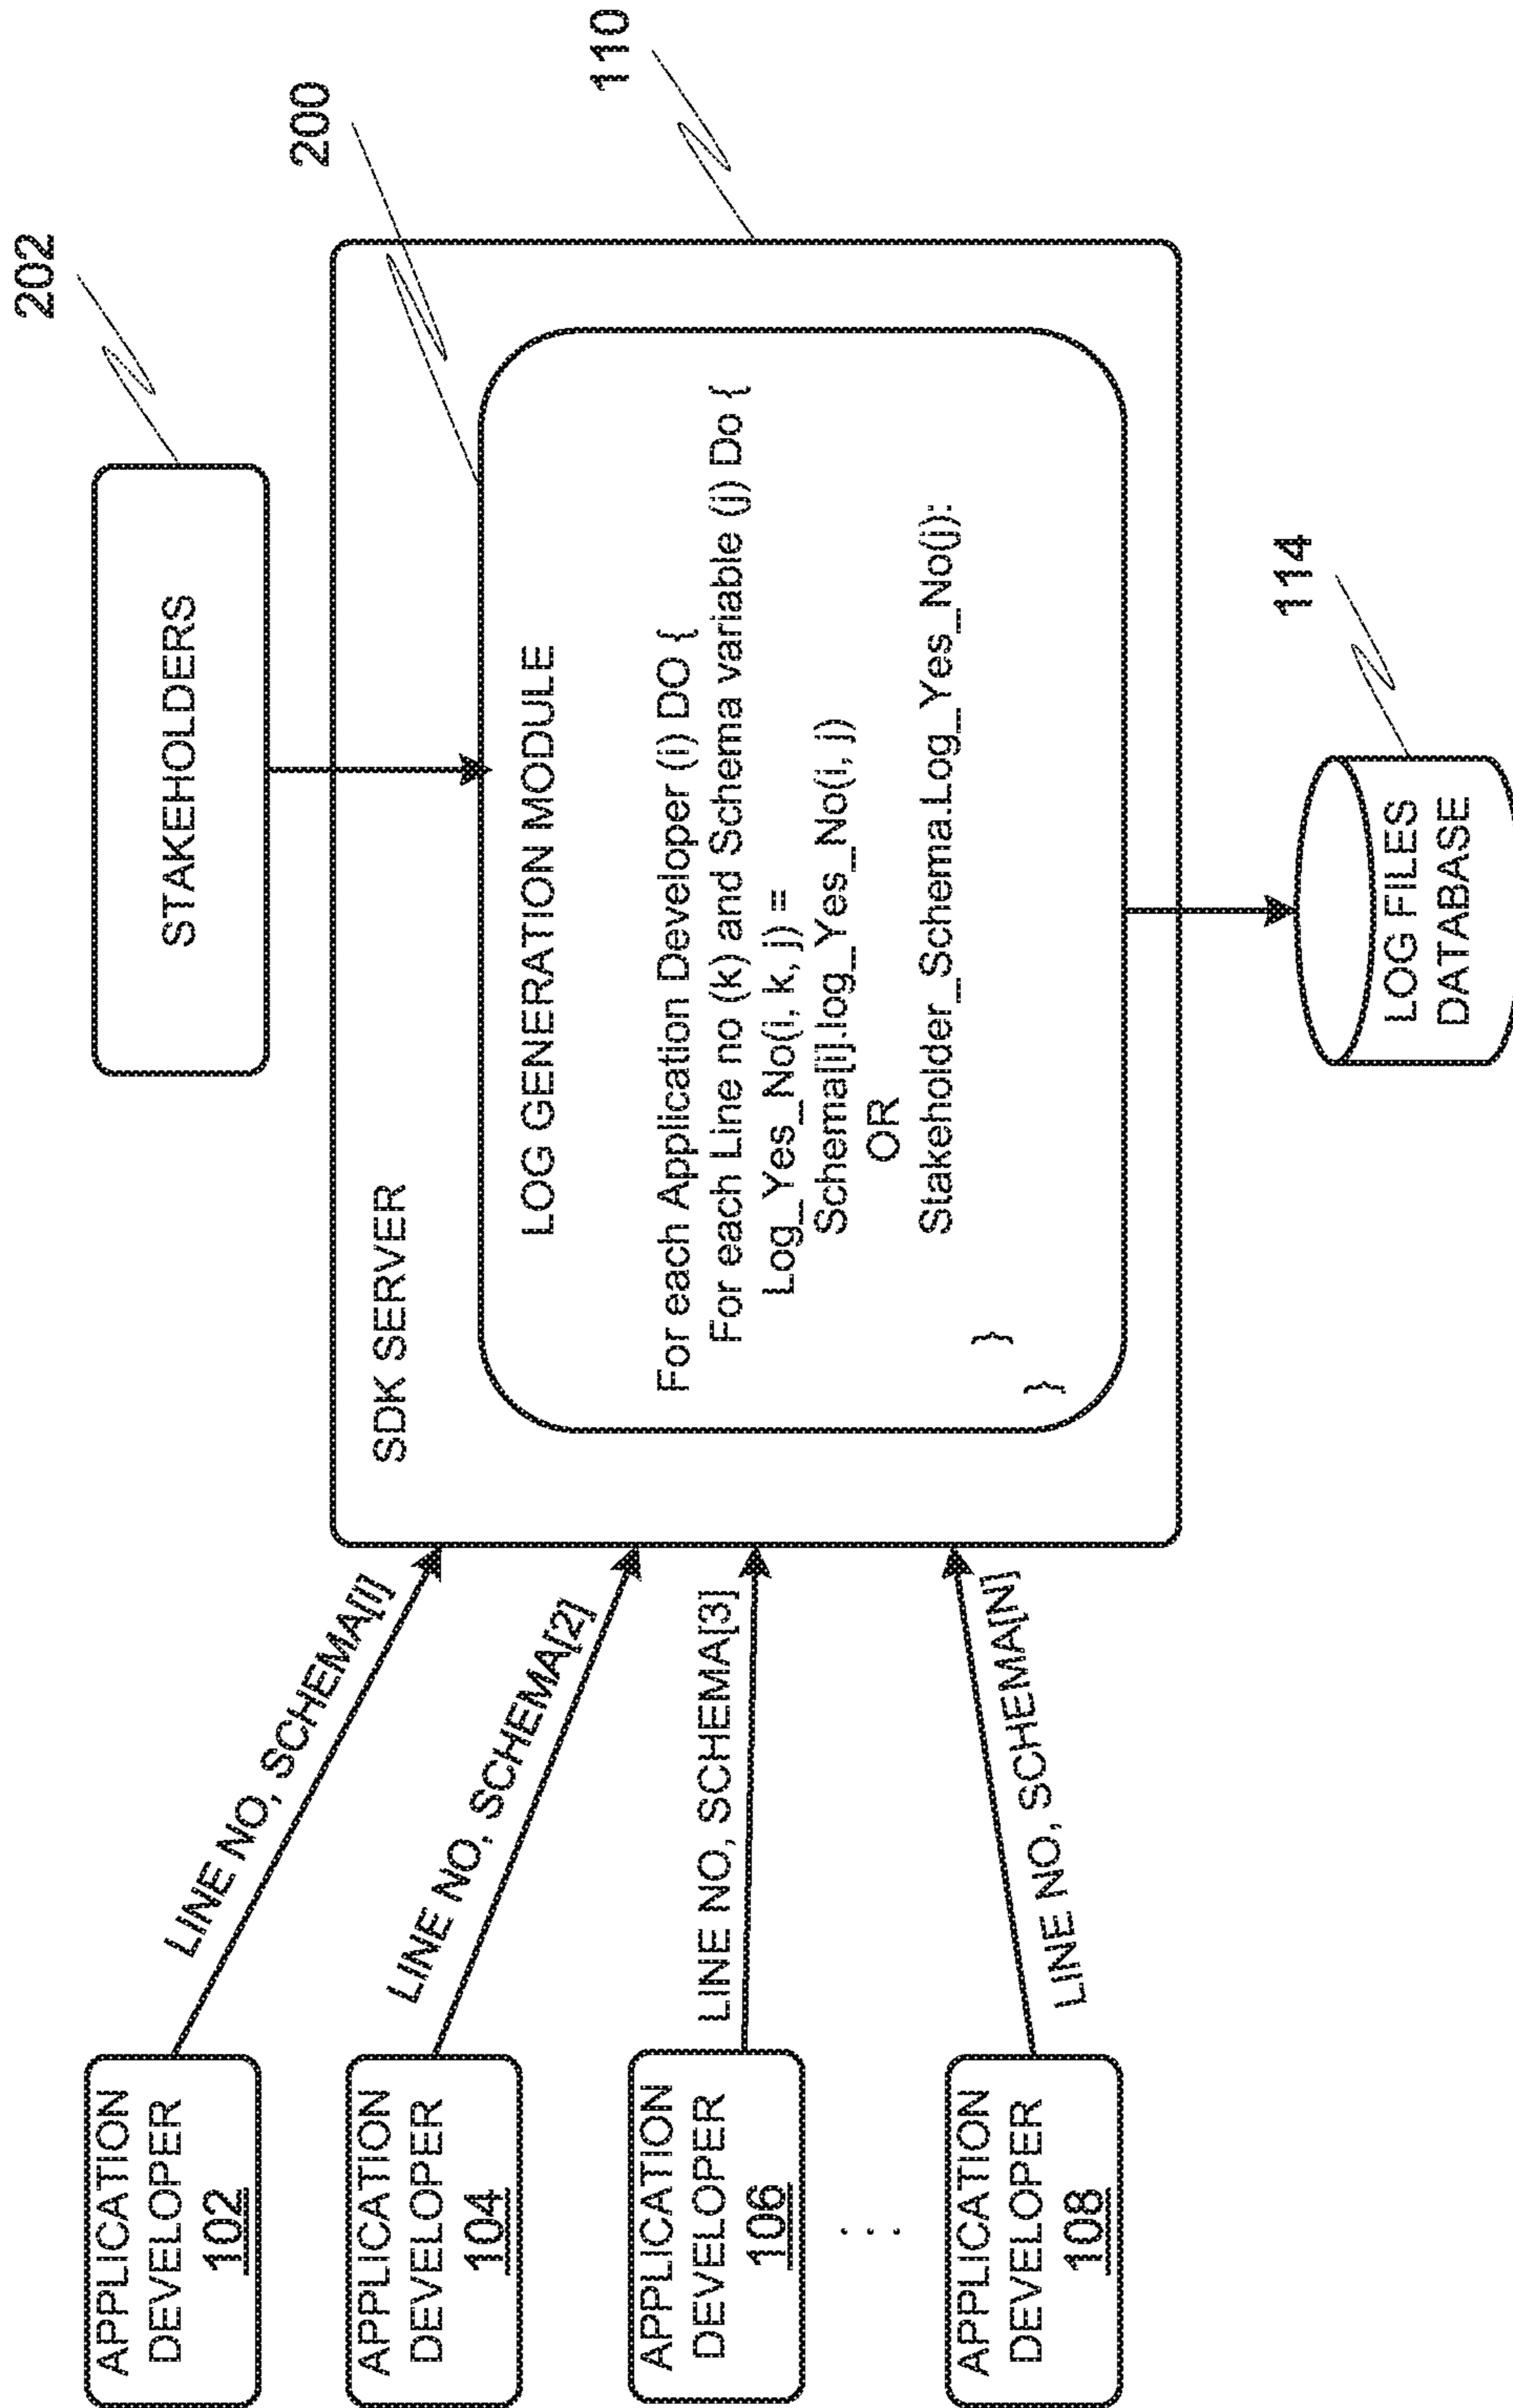 202
STAKEHOLDERS
200
110
SDK SERVER
LOG GENERATION MODULE
For each Application Developer (i) DO {
For each Line no (k) and Schema variable (j) Do {
Log_Yes_No(i, k, j) =
Schema[i].log_Yes_No(i, j)
OR
Stakeholder_Schema.Log_Yes_No(j):
}
}
APPLICATION
DEVELOPER
102
LINE NO, SCHEMA[1]
APPLICATION
DEVELOPER
104
LINE NO, SCHEMA[2]
APPLICATION
DEVELOPER
106
LINE NO, SCHEMA[3]
...
APPLICATION
DEVELOPER
108
LINE NO, SCHEMA[N]
114
LOG FILES
DATABASE